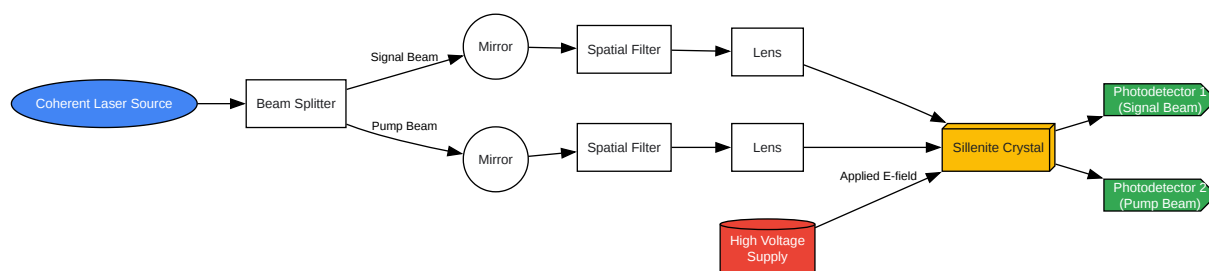 Coherent Laser Source
Beam Splitter
Signal Beam
Pump Beam
Mirror
Mirror
Spatial Filter
Spatial Filter
Lens
Lens
High Voltage
Supply
Applied E-field
Sillenite Crystal
Photodetector 1
(Signal Beam)
Photodetector 2
(Pump Beam)